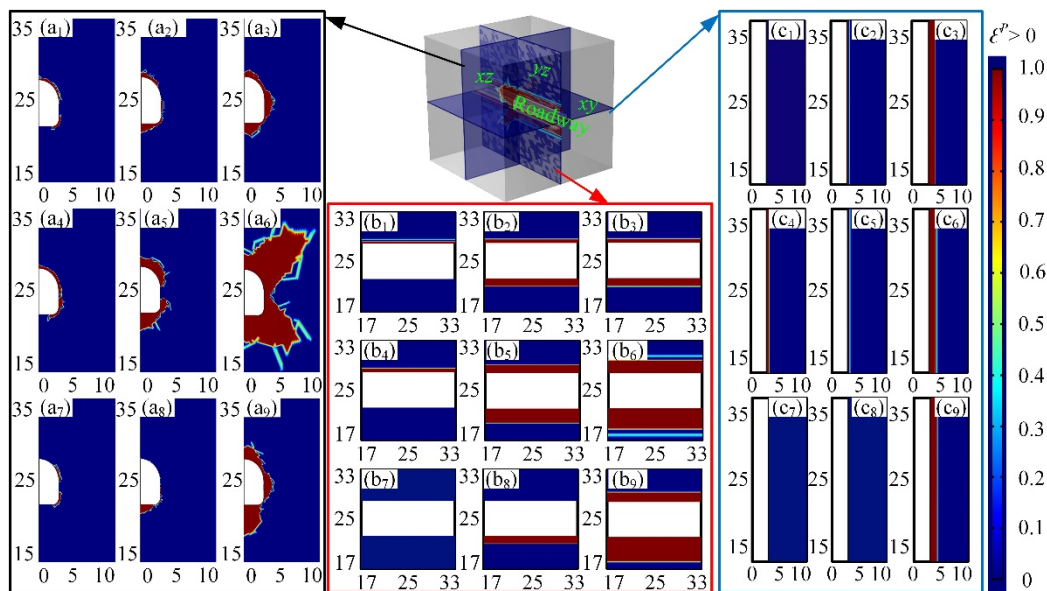 (a₁) (a₂) (a₃)
35
25
15
0 5 10 0 5 10 0 5 10
(a₄) (a₅) (a₆)
35
25
15
0 5 10 0 5 10 0 5 10
(a₇) (a₈) (a₉)
35 35 35
25 25 25
15 15 15
0 5 10 0 5 10 0 5 10
xz
yz
xy
Roadway
(b₁) (b₂) (b₃)
33 33 33
25 25 25
17 17 17
17 25 33 17 25 33 17 25 33
(b₄) (b₅) (b₆)
33 33 33
25 25 25
17 17 17
17 25 33 17 25 33 17 25 33
(b₇) (b₈) (b₉)
33 33 33
25 25 25
17 17 17
17 25 33 17 25 33 17 25 33
(c₁) (c₂) (c₃)
35 35 35
25 25 25
15 15 15
0 5 10 0 5 10 0 5 10
(c₄) (c₅) (c₆)
35 35 35
25 25 25
15 15 15
0 5 10 0 5 10 0 5 10
(c₇) (c₈) (c₉)
35 35 35
25 25 25
15 15 15
0 5 10 0 5 10 0 5 10
ℰᵖ > 0
1.0
0.9
0.8
0.7
0.6
0.5
0.4
0.3
0.2
0.1
0